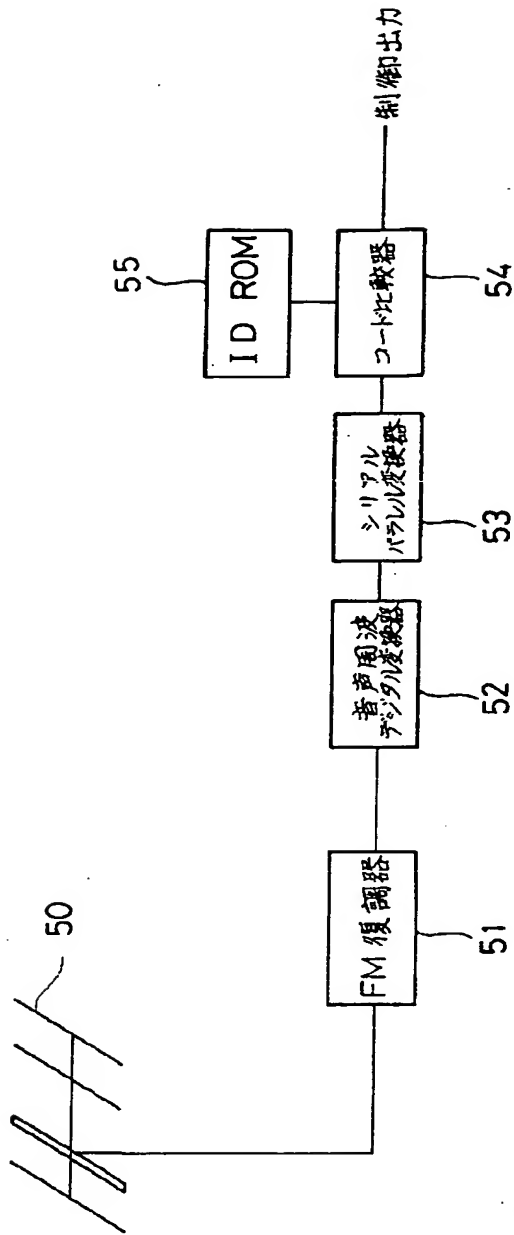 50
FM復調器
51
音声周波
デジタル変換器
52
シリアル
パラレル変換器
53
コード比較器
54
ID ROM
55
制御出力